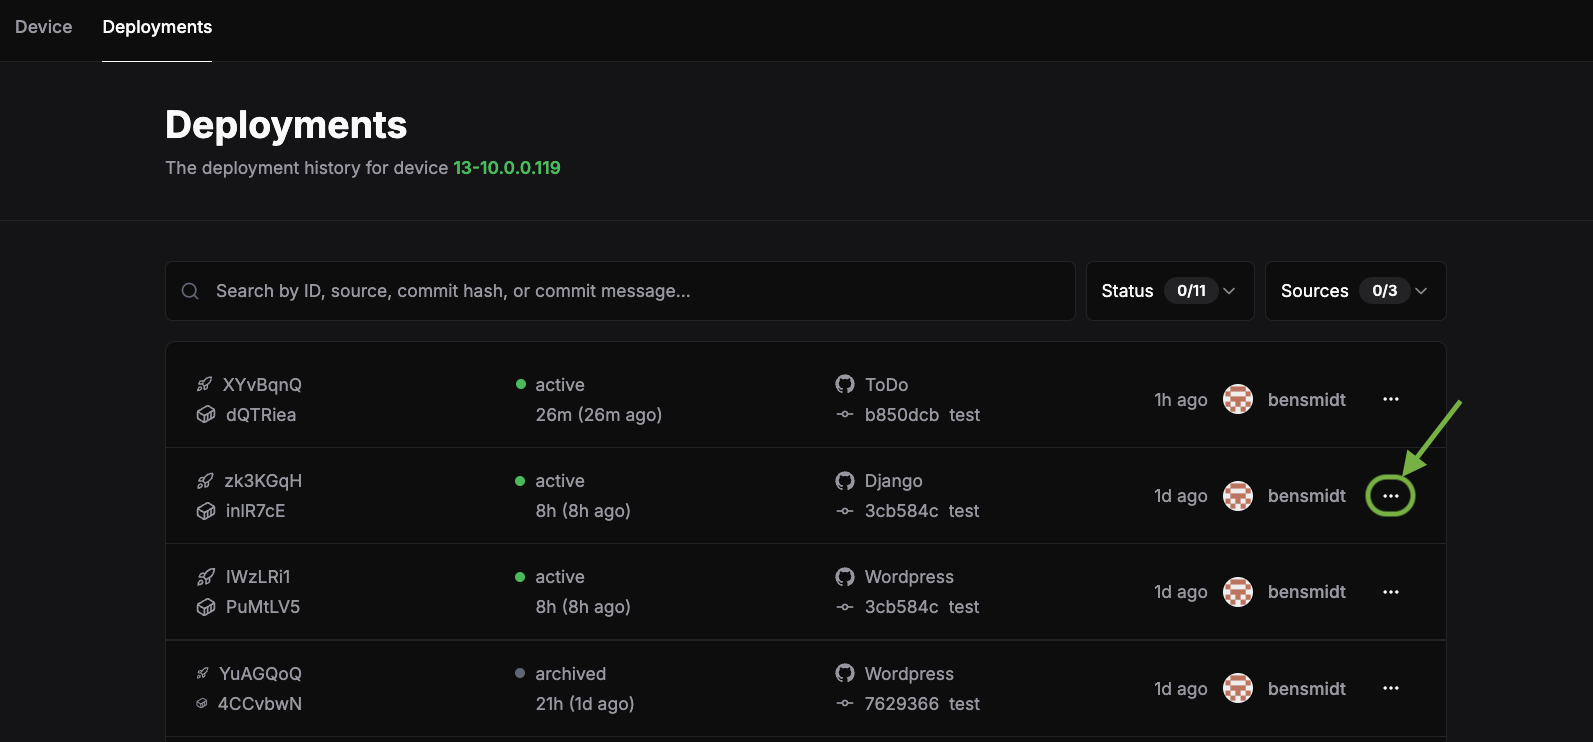 Device Deployments
Deployments
The deployment history for device 13-10.0.0.119
Search by ID, source, commit hash, or commit message...
Status 0/11
Sources 0/3
XYvBqnQ active ToDo 1h ago bensmidt
dQTRiea 26m (26m ago) b850dcb test
zk3KGqH active Django 1d ago bensmidt
inlR7cE 8h (8h ago) 3cb584c test
IWzLRi1 active Wordpress 1d ago bensmidt
PuMtLV5 8h (8h ago) 3cb584c test
YuAGQoQ archived Wordpress 1d ago bensmidt
4CCvbwN 21h (1d ago) 7629366 test